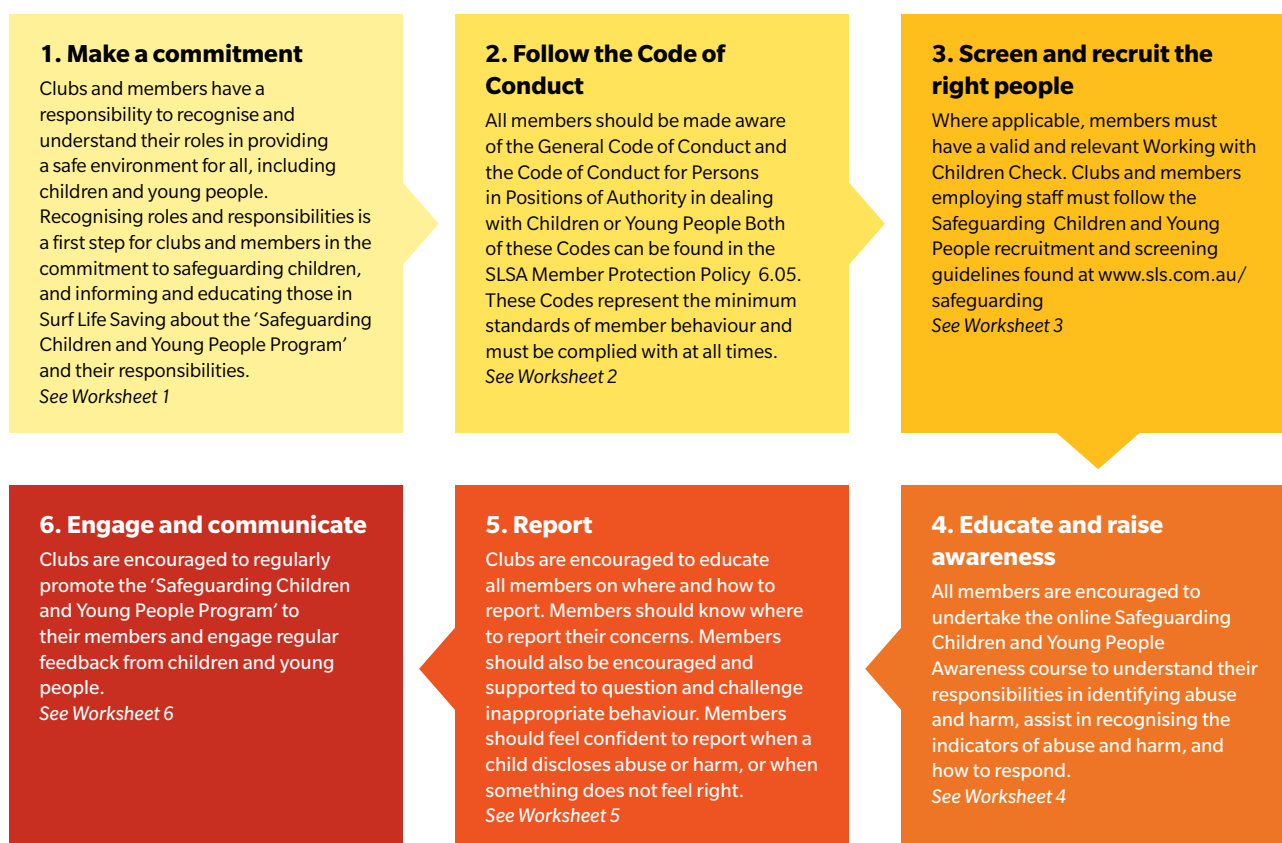 1. Make a commitment
Clubs and members have a
responsibility to recognise and
understand their roles in providing
a safe environment for all, including
children and young people.
Recognising roles and responsibilities is
a first step for clubs and members in the
commitment to safeguarding children,
and informing and educating those in
Surf Life Saving about the ‘Safeguarding
Children and Young People Program’
and their responsibilities.
See Worksheet 1
2. Follow the Code of
Conduct
All members should be made aware
of the General Code of Conduct and
the Code of Conduct for Persons
in Positions of Authority in dealing
with Children or Young People Both
of these Codes can be found in the
SLSA Member Protection Policy 6.05.
These Codes represent the minimum
standards of member behaviour and
must be complied with at all times.
See Worksheet 2
3. Screen and recruit the
right people
Where applicable, members must
have a valid and relevant Working with
Children Check. Clubs and members
employing staff must follow the
Safeguarding Children and Young
People recruitment and screening
guidelines found at www.sls.com.au/
safeguarding
See Worksheet 3
4. Educate and raise
awareness
All members are encouraged to
undertake the online Safeguarding
Children and Young People
Awareness course to understand their
responsibilities in identifying abuse
and harm, assist in recognising the
indicators of abuse and harm, and
how to respond.
See Worksheet 4
5. Report
Clubs are encouraged to educate
all members on where and how to
report. Members should know where
to report their concerns. Members
should also be encouraged and
supported to question and challenge
inappropriate behaviour. Members
should feel confident to report when a
child discloses abuse or harm, or when
something does not feel right.
See Worksheet 5
6. Engage and communicate
Clubs are encouraged to regularly
promote the ‘Safeguarding Children
and Young People Program’ to
their members and engage regular
feedback from children and young
people.
See Worksheet 6